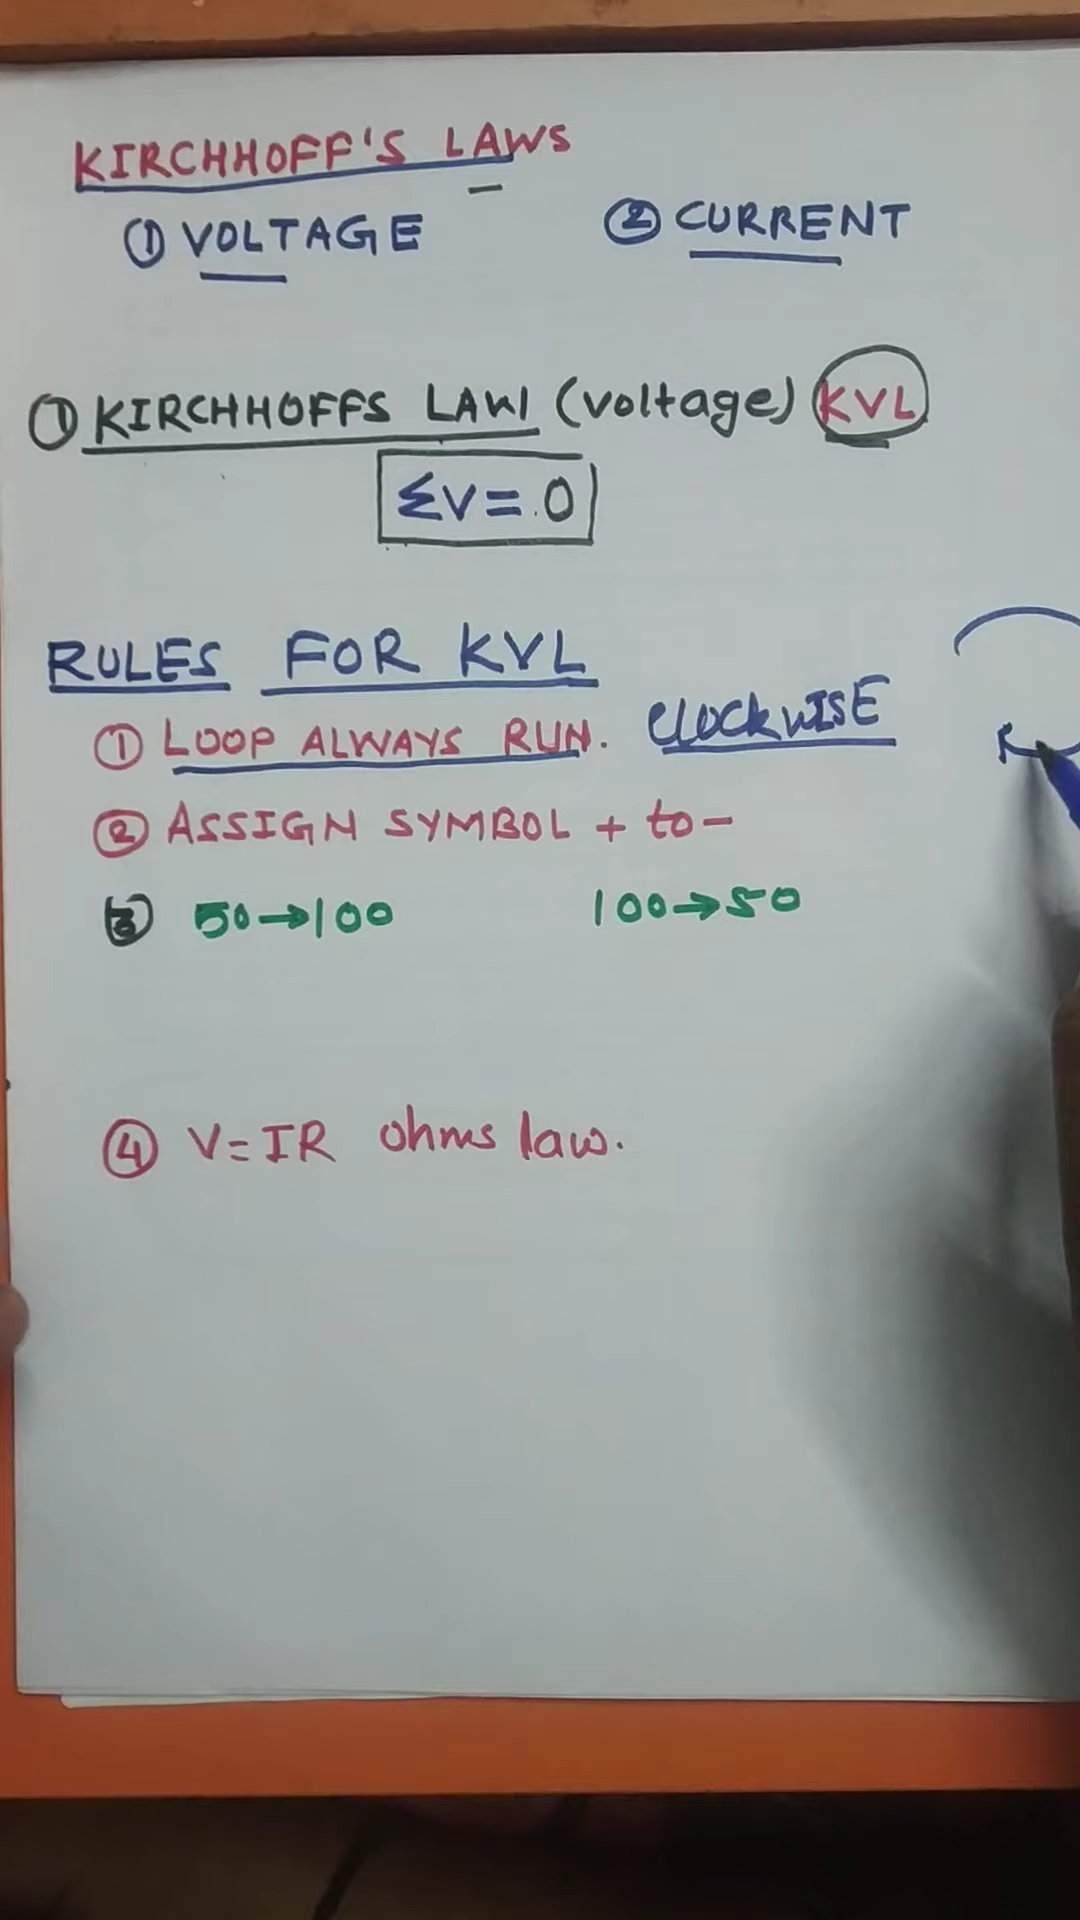 KIRCHHOFF'S LAWS
① VOLTAGE ② CURRENT
① KIRCHHOFFS LAW (voltage) KVL
ΣV = 0
RULES FOR KVL
① LOOP ALWAYS RUN. ClockwISE
② ASSIGN SYMBOL + to -
③ 50→100 100→50
④ V=IR ohms law.